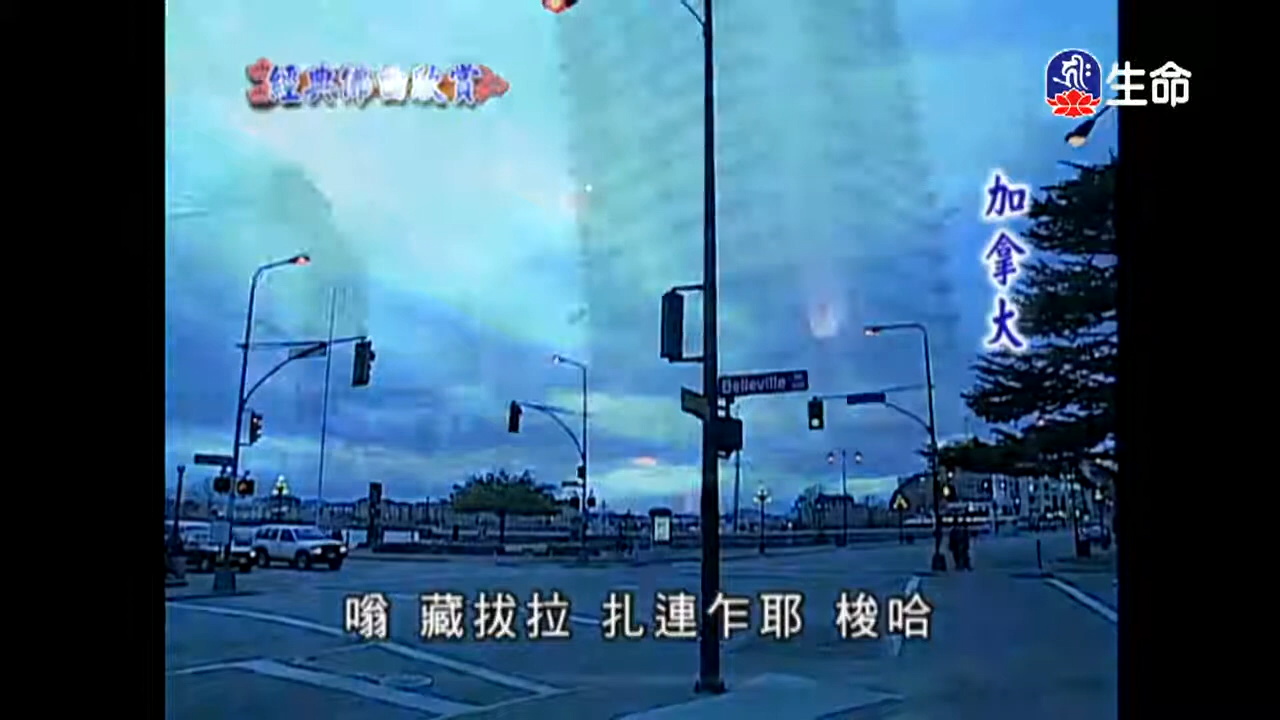 經典佛曲欣賞
生命
加拿大
Belleville
嗡 藏拔拉 扎連乍耶 梭哈